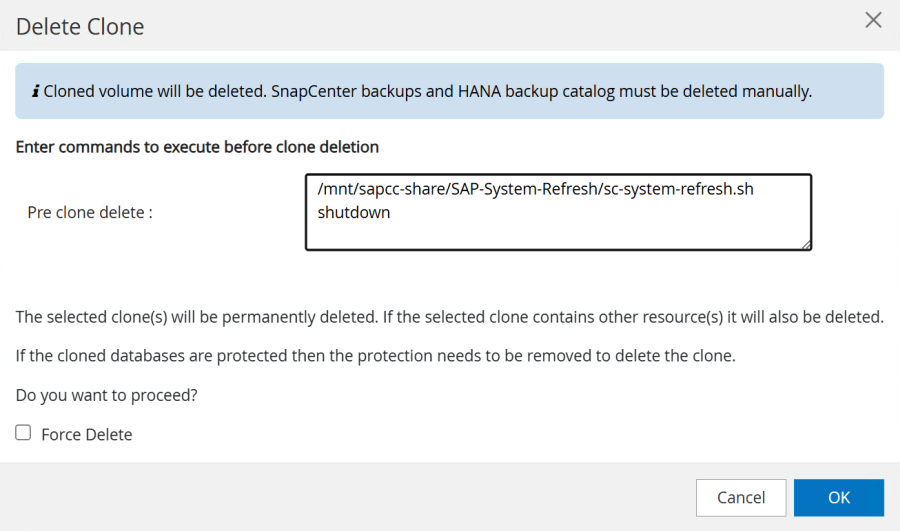 Delete Clone
i Cloned volume will be deleted. SnapCenter backups and HANA backup catalog must be deleted manually.
Enter commands to execute before clone deletion
Pre clone delete :
/mnt/sapcc-share/SAP-System-Refresh/sc-system-refresh.sh
shutdown
The selected clone(s) will be permanently deleted. If the selected clone contains other resource(s) it will also be deleted.
If the cloned databases are protected then the protection needs to be removed to delete the clone.
Do you want to proceed?
Force Delete
Cancel
OK